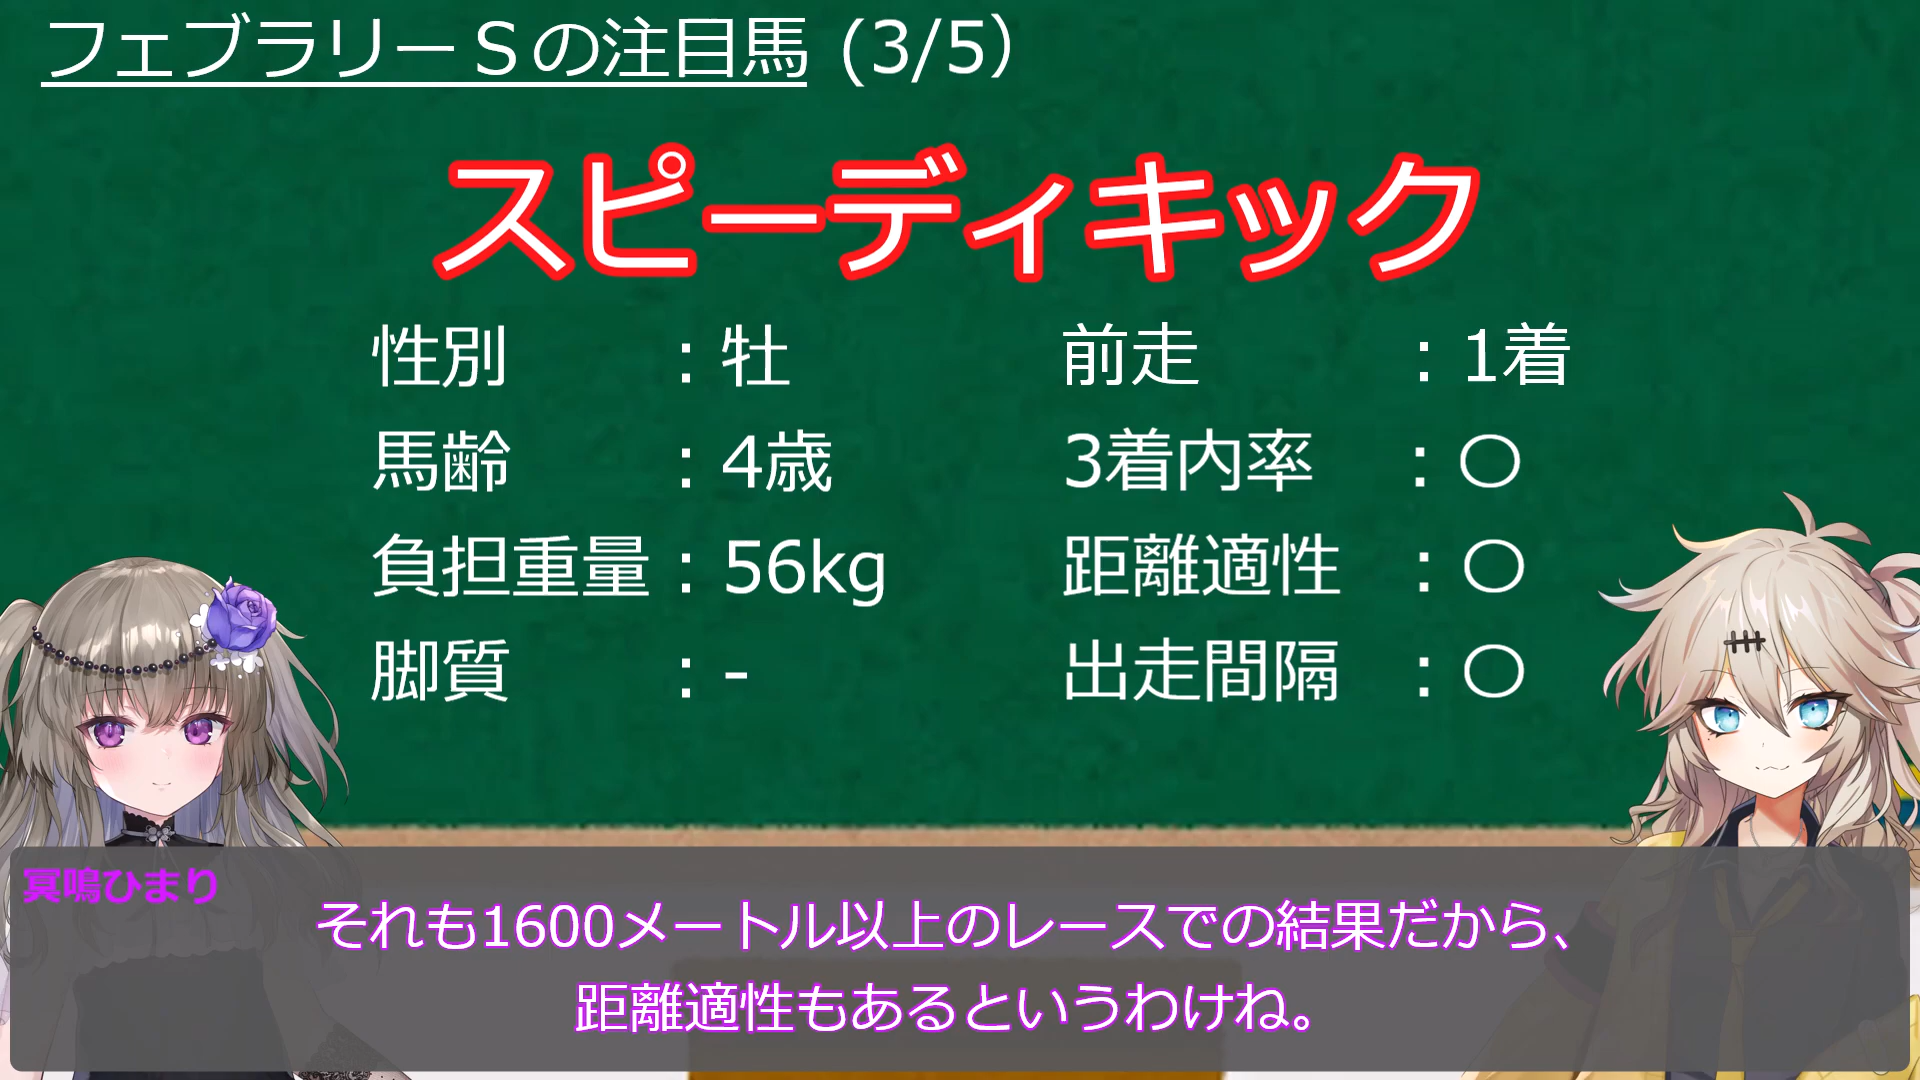 フェブラリーＳの注目馬 (3/5)
スピーディキック
性別 : 牡
馬齢 : 4歳
負担重量 : 56kg
脚質 : -
前走 : 1着
3着内率 : 〇
距離適性 : 〇
出走間隔 : 〇
冥鳴ひまり
それも1600メートル以上のレースでの結果だから、
距離適性もあるというわけね。